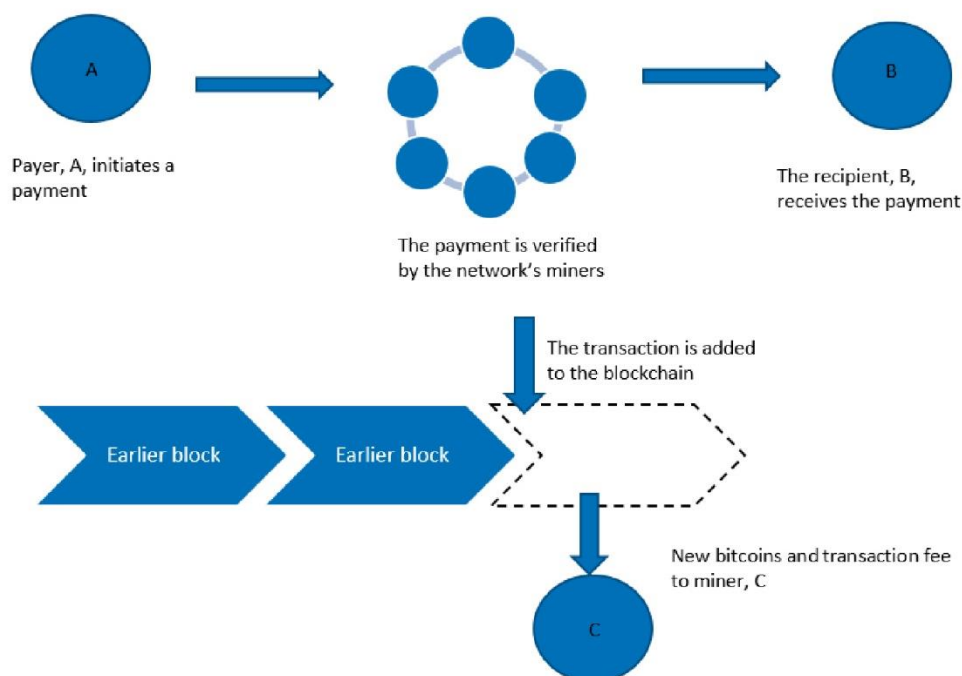 A
B
Payer, A, initiates a
payment
The recipient, B,
receives the payment
The payment is verified
by the network’s miners
The transaction is added
to the blockchain
Earlier block
Earlier block
New bitcoins and transaction fee
to miner, C
C